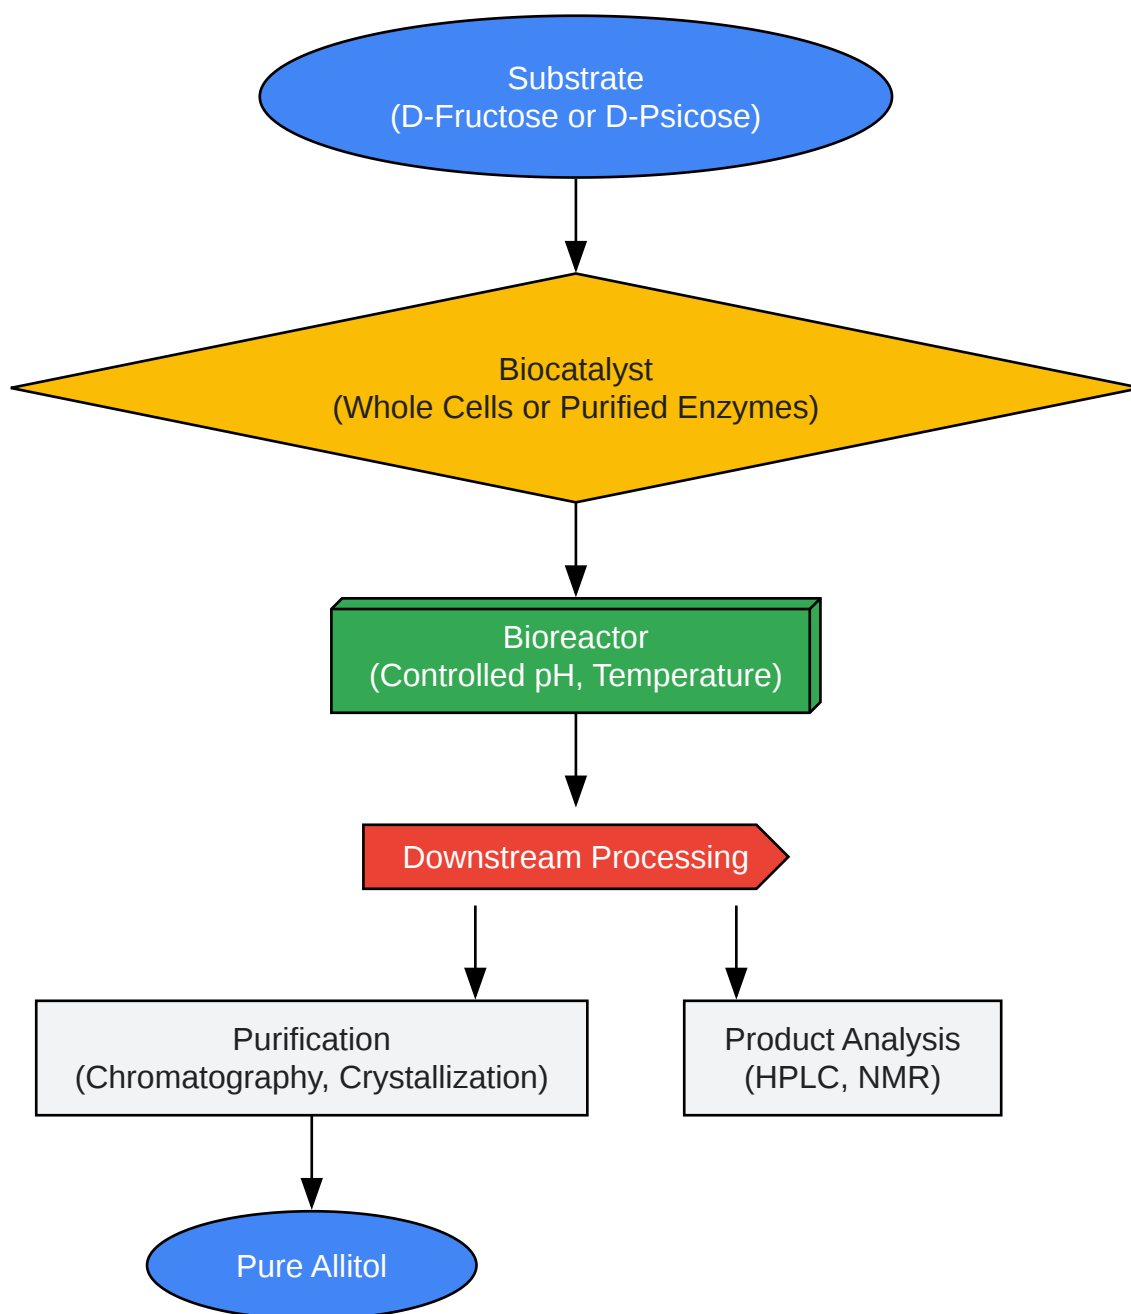 Substrate
(D-Fructose or D-Psicose)
Biocatalyst
(Whole Cells or Purified Enzymes)
Bioreactor
(Controlled pH, Temperature)
Downstream Processing
Purification
(Chromatography, Crystallization)
Product Analysis
(HPLC, NMR)
Pure Allitol